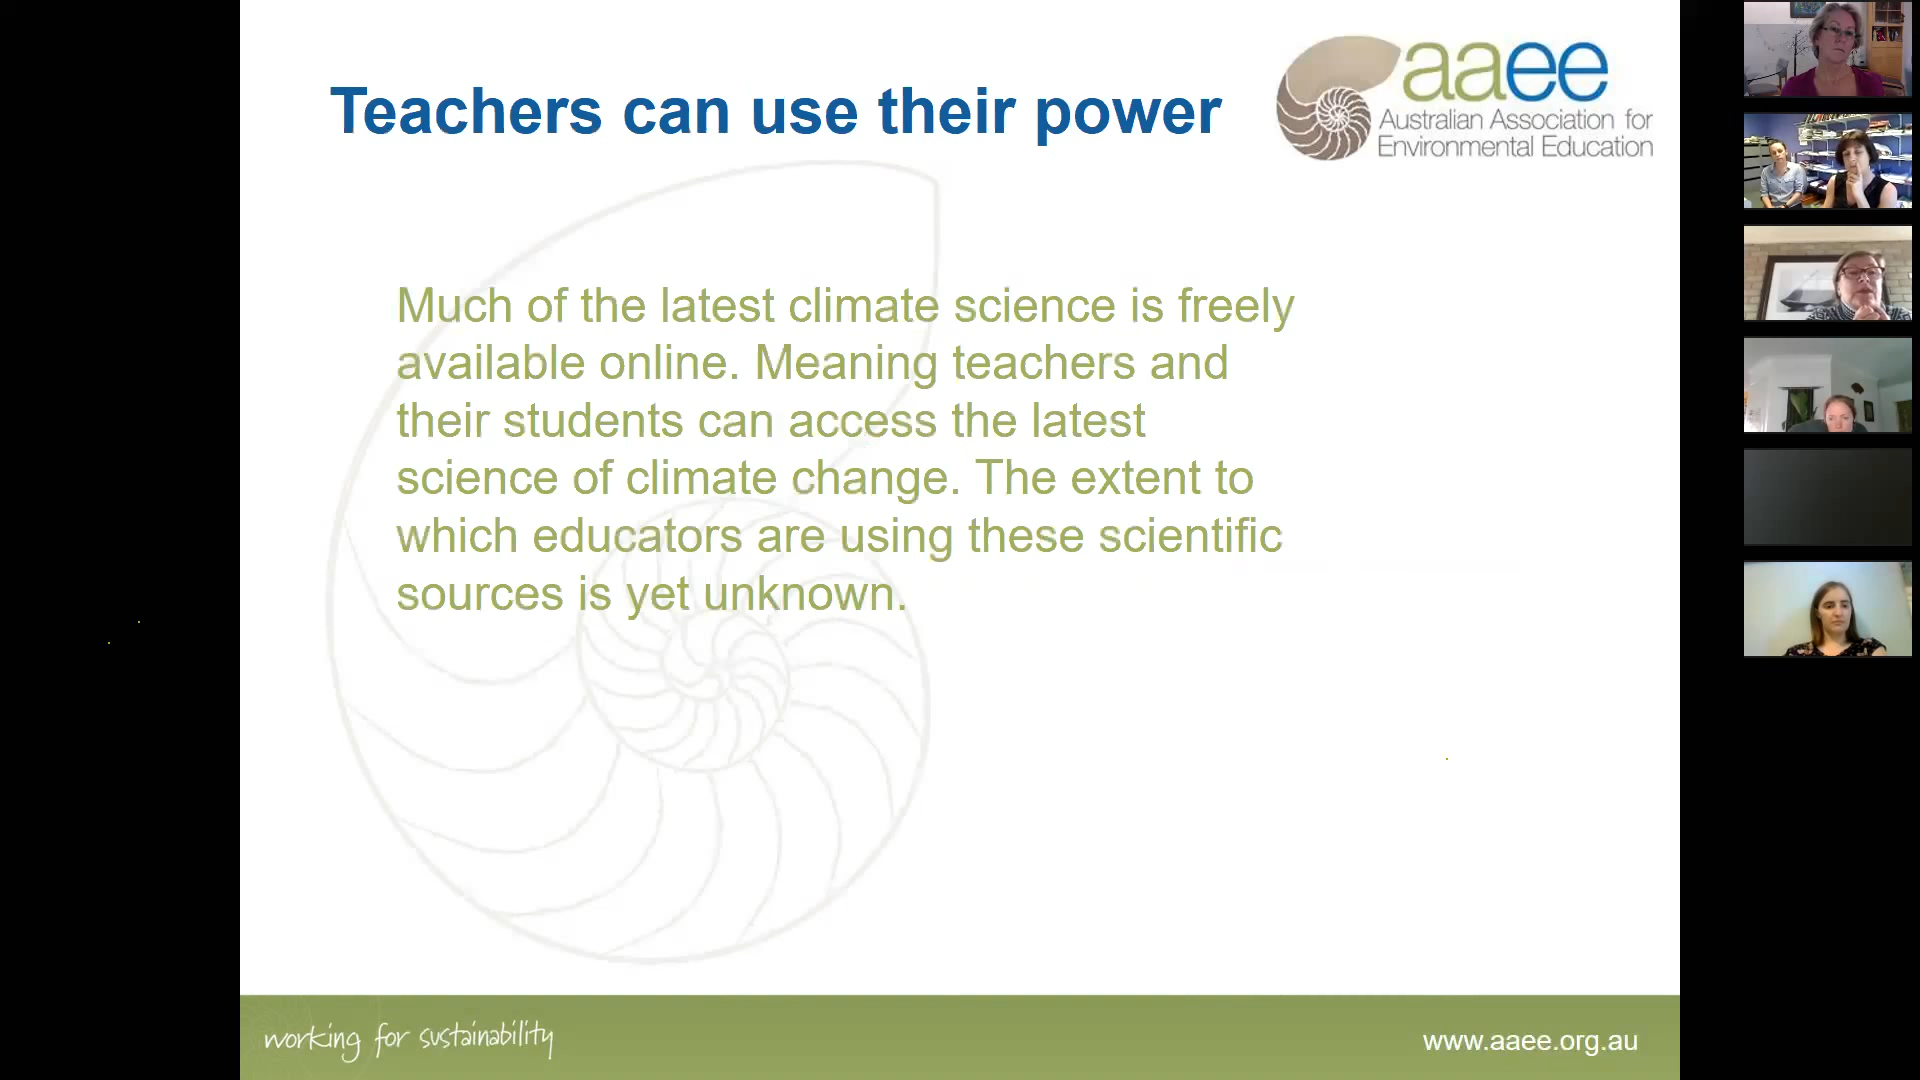 Teachers can use their power
aaee
Australian Association for
Environmental Education
Much of the latest climate science is freely
available online. Meaning teachers and
their students can access the latest
science of climate change. The extent to
which educators are using these scientific
sources is yet unknown.
working for sustainability
www.aaee.org.au